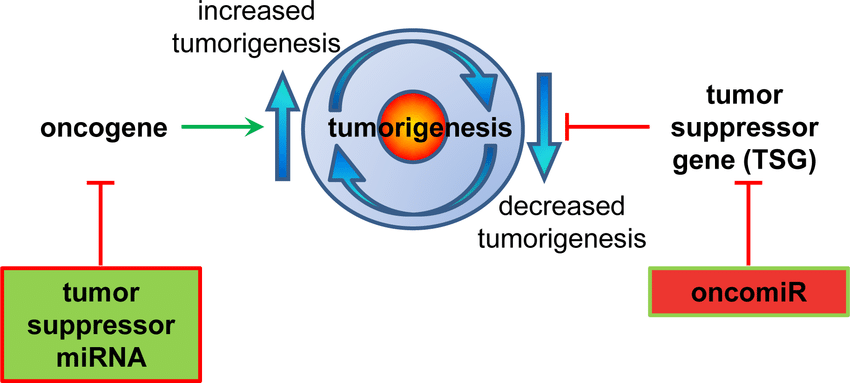 increased
tumorigenesis
oncogene
tumorigenesis
tumor
suppressor
gene (TSG)
decreased
tumorigenesis
tumor
suppressor
miRNA
oncomiR